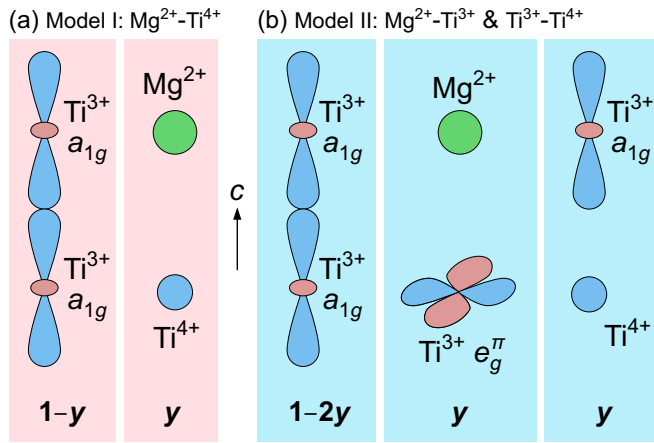 (a) Model I: Mg²⁺-Ti⁴⁺
(b) Model II: Mg²⁺-Ti³⁺ & Ti³⁺-Ti⁴⁺
Ti³⁺
a₁g
Mg²⁺
Ti³⁺
a₁g
Ti⁴⁺
1−y
y
c
Ti³⁺
a₁g
Mg²⁺
Ti³⁺
a₁g
Ti³⁺
a₁g
Ti³⁺ e_g^π
Ti⁴⁺
1−2y
y
y